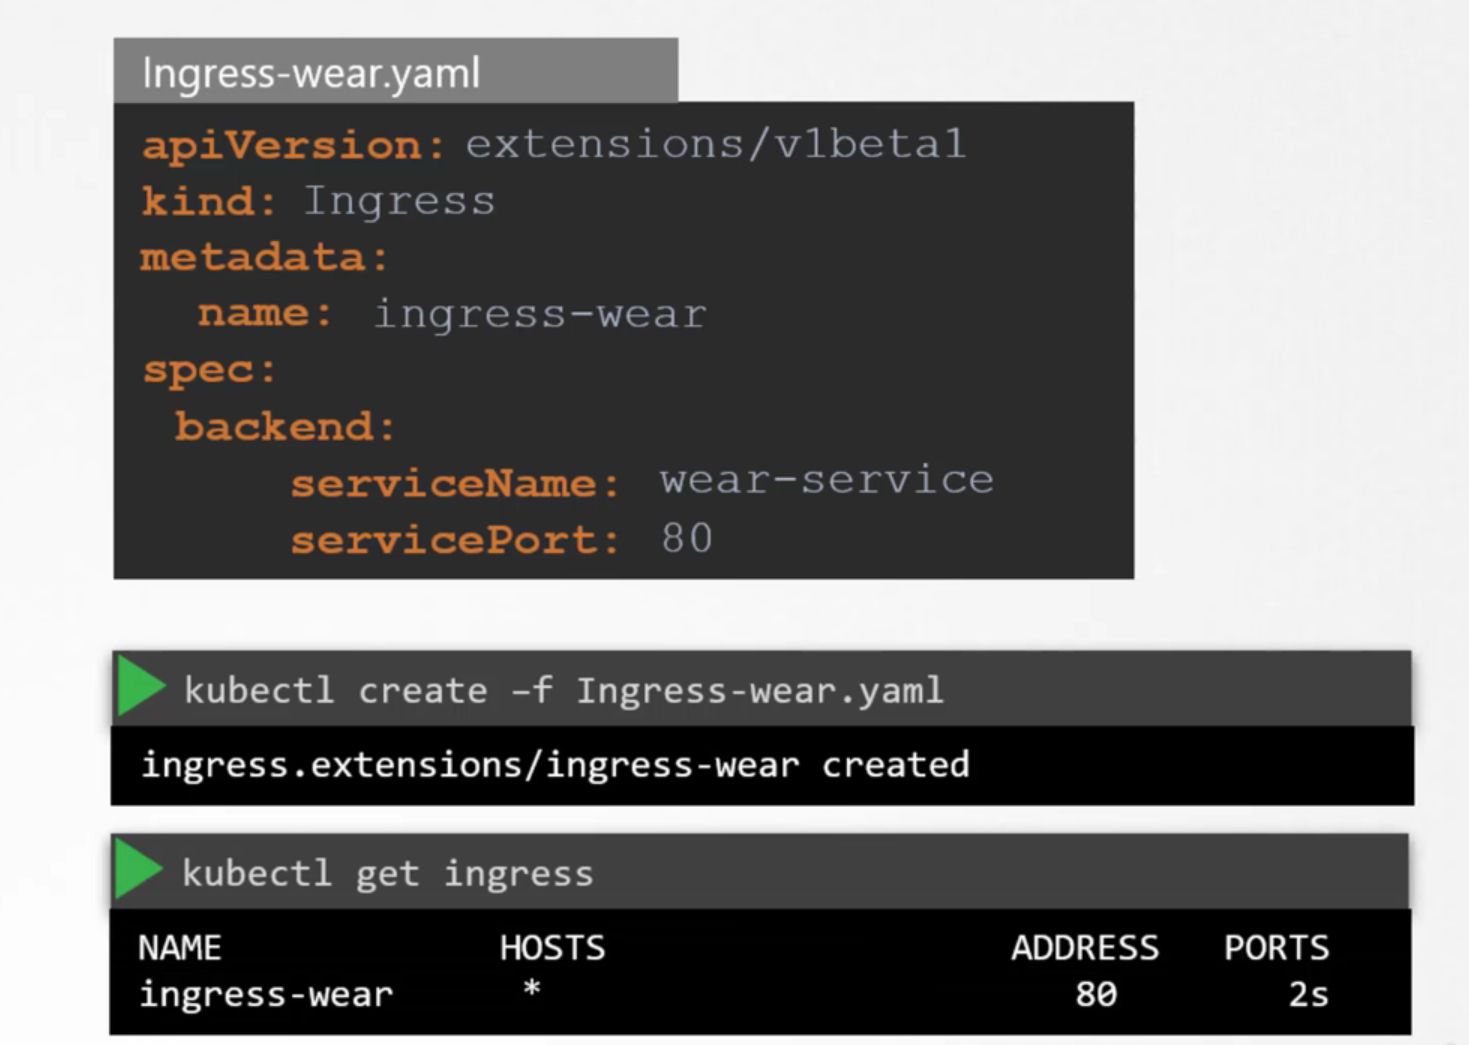 Ingress-wear.yaml
apiVersion: extensions/v1beta1
kind: Ingress
metadata:
name: ingress-wear
spec:
backend:
serviceName: wear-service
servicePort: 80
kubectl create –f Ingress-wear.yaml
ingress.extensions/ingress-wear created
kubectl get ingress
NAME HOSTS ADDRESS PORTS
ingress-wear * 80 2s